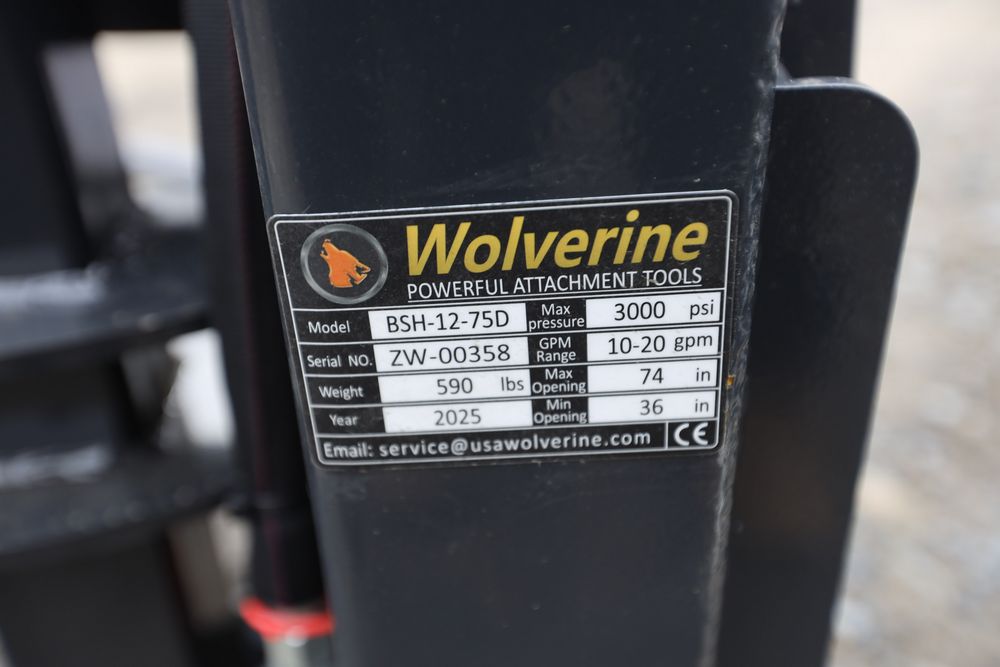 Wolverine
POWERFUL ATTACHMENT TOOLS
Model BSH-12-75D Max pressure 3000 psi
Serial NO. ZW-00358 GPM Range 10-20 gpm
Weight 590 lbs Max Opening 74 in
Year 2025 Min Opening 36 in
Email: service@usawolverine.com CE